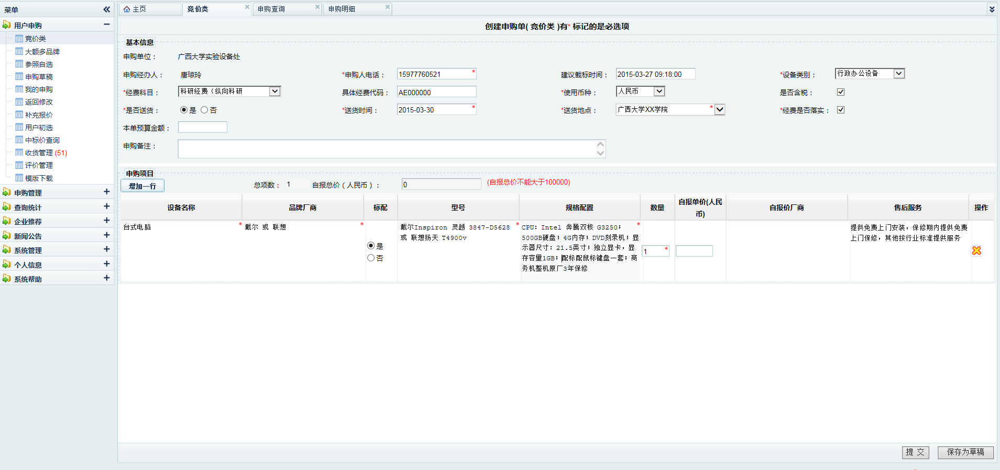 菜单
用户申购
竞价类
大额多品牌
参照自选
申购草稿
我的申购
返回修改
补充报价
用户初选
中标价查询
收货管理 (51)
评价管理
模版下载
申购管理
查询统计
企业推荐
新闻公告
系统管理
个人信息
系统帮助
主页
竞价类
申购查询
申购明细
创建申购单( 竞价类 )有* 标记的是必选项
基本信息
申购单位： 广西大学实验设备处
申购经办人： 唐琼玲 *申购人电话： 15977760521 * 建议截标时间： 2015-03-27 09:18:00 *设备类别： 行政办公设备
*经费科目： 科研经费（纵向科研 具体经费代码： AE000000 *使用币种： 人民币 是否含税：
*是否送货： 是 否 *送货时间： 2015-03-30 * *送货地点： 广西大学XX学院 * *经费是否落实：
本单预算金额：
申购备注：
申购项目
增加一行 总项数： 1 自报总价（人民币）： 0 (自报总价不能大于100000)
设备名称 品牌厂商 标配 型号 规格配置 数量 自报单价(人民币) 自报价厂商 售后服务 操作
台式电脑 *
戴尔 或 联想 *
是
否
戴尔Inspiron 灵越 3847-D5628 *
或 联想扬天 T4900v
CPU: Intel 奔腾双核 G3250; *
500GB硬盘; 4G内存; DVD刻录机; 显
示器尺寸: 21.5英寸; 独立显卡，显
存容量1GB; 配标配鼠标键盘一套; 商
务机整机原厂3年保修
1 *
提供免费上门安装，保修期内提供免费
上门保修，其他按行业标准提供服务
提 交
保存为草稿